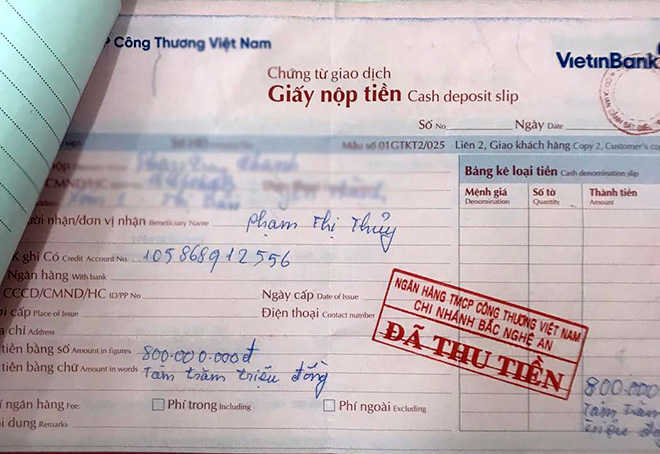 P Công Thương Việt Nam
VietinBank
Chứng từ giao dịch
Giấy nộp tiền Cash deposit slip
Số No Ngày Date
Mẫu số 01GTKT2/025 Liên 2, Giao khách hàng Copy 2, Customer's co
Bảng kê loại tiền Cash denomination slip
CMND/HC
Mệnh giá Số tờ Thành tiền
Denomination Quantity Amount
ười nhận/đơn vị nhận Beneficiary Name Phạm Thị Thủy
K ghi Có Credit Account No. 105868912556
Ngân hàng With bank
CCCD/CMND/HC ID/PP No Ngày cấp Date of Issue
i cấp Place of Issue Điện thoại Contact number
a chỉ Address
NGÂN HÀNG TMCP CÔNG THƯƠNG VIỆT NAM
CHI NHÁNH BẮC NGHỆ AN
ĐÃ THU TIỀN
tiền bằng số Amount in figures 800.000.000đ
tiền bằng chữ Amount in words Tám trăm triệu đồng
800.000
Tám trăm
triệu
í ngân hàng Fee: Phí trong Including Phí ngoài Excluding
i dung Remarks